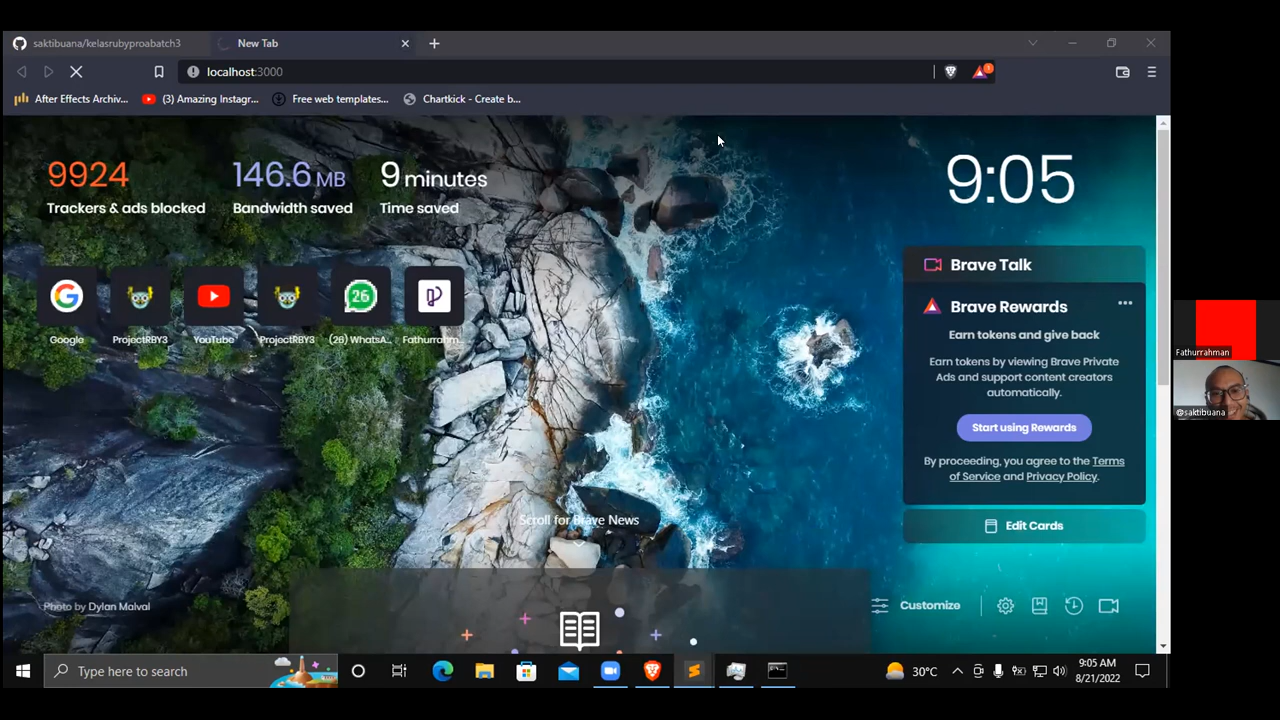 saktibuana/kelasrubyproabatch3
New Tab
localhost:3000
1
After Effects Archiv...
(3) Amazing Instagr...
Free web templates...
Chartkick - Create b...
9924
146.6 MB
9 minutes
Trackers & ads blocked
Bandwidth saved
Time saved
9:05
Brave Talk
Brave Rewards
Earn tokens and give back
Earn tokens by viewing Brave Private
Ads and support content creators
automatically.
Start using Rewards
By proceeding, you agree to the Terms
of Service and Privacy Policy.
Edit Cards
26
Google
ProjectRBY3
YouTube
ProjectRBY3
(26) WhatsA...
Fathurrahm...
Scroll for Brave News
Photo by Dylan Malval
Customize
Fathurrahman
@saktibuana
Type here to search
30°C
9:05 AM
8/21/2022